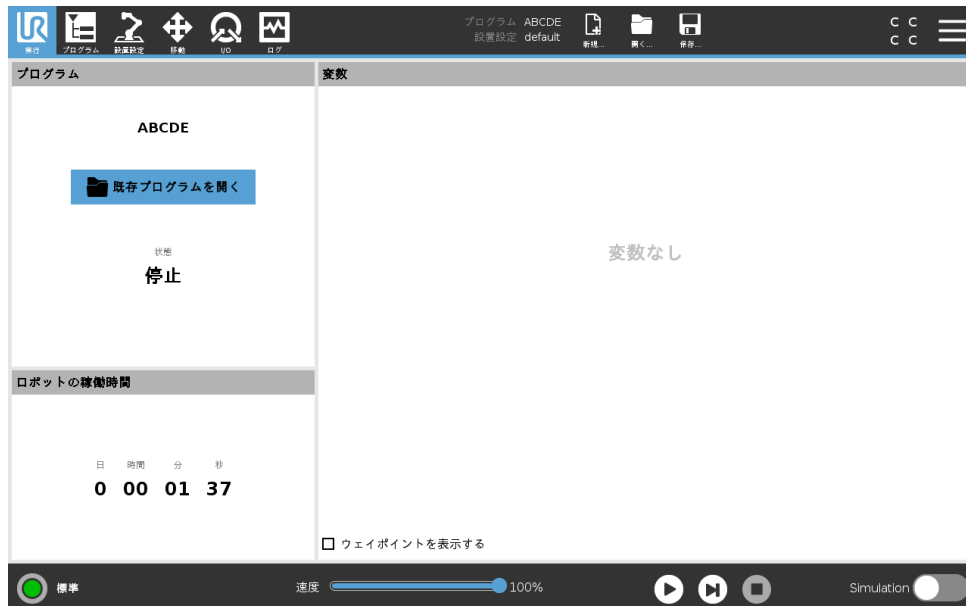 UR
実行
プログラム
設置設定
移動
I/O
ログ
プログラム ABCDE
設置設定 default
新規...
開く...
保存...
C C
C C
プログラム
ABCDE
既存プログラムを開く
状態
停止
ロボットの稼働時間
日 時間 分 秒
0 00 01 37
変数
変数なし
ウェイポイントを表示する
標準
速度 100%
Simulation